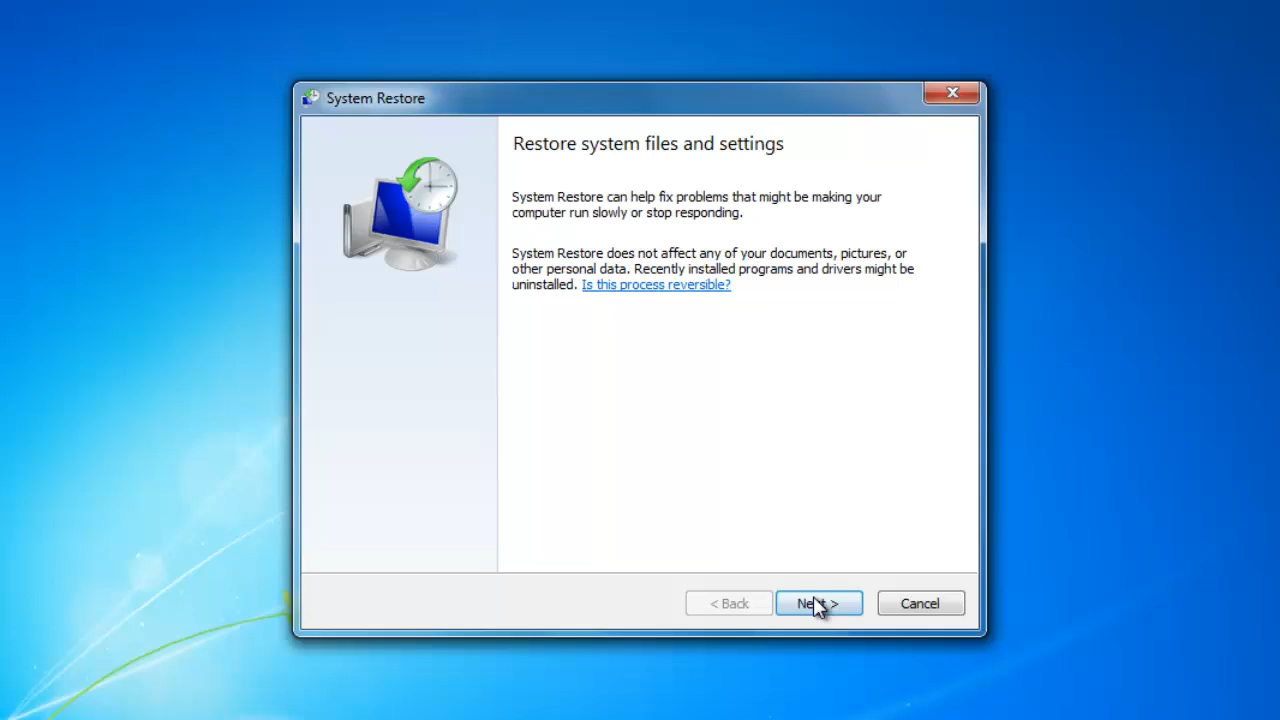 System Restore
Restore system files and settings
System Restore can help fix problems that might be making your
computer run slowly or stop responding.
System Restore does not affect any of your documents, pictures, or
other personal data. Recently installed programs and drivers might be
uninstalled. Is this process reversible?
< Back Next > Cancel